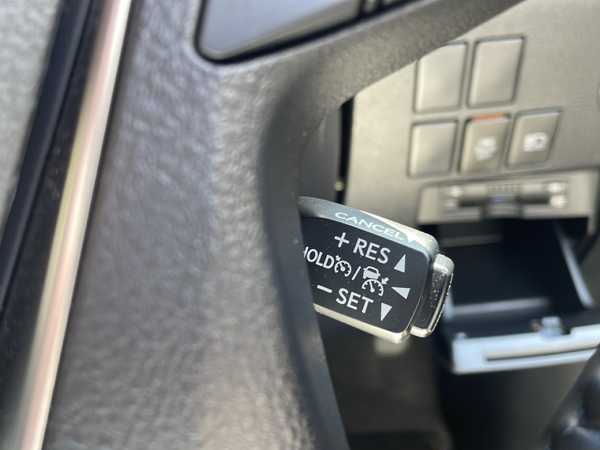 CANCEL
+ RES
HOLD /
− SET